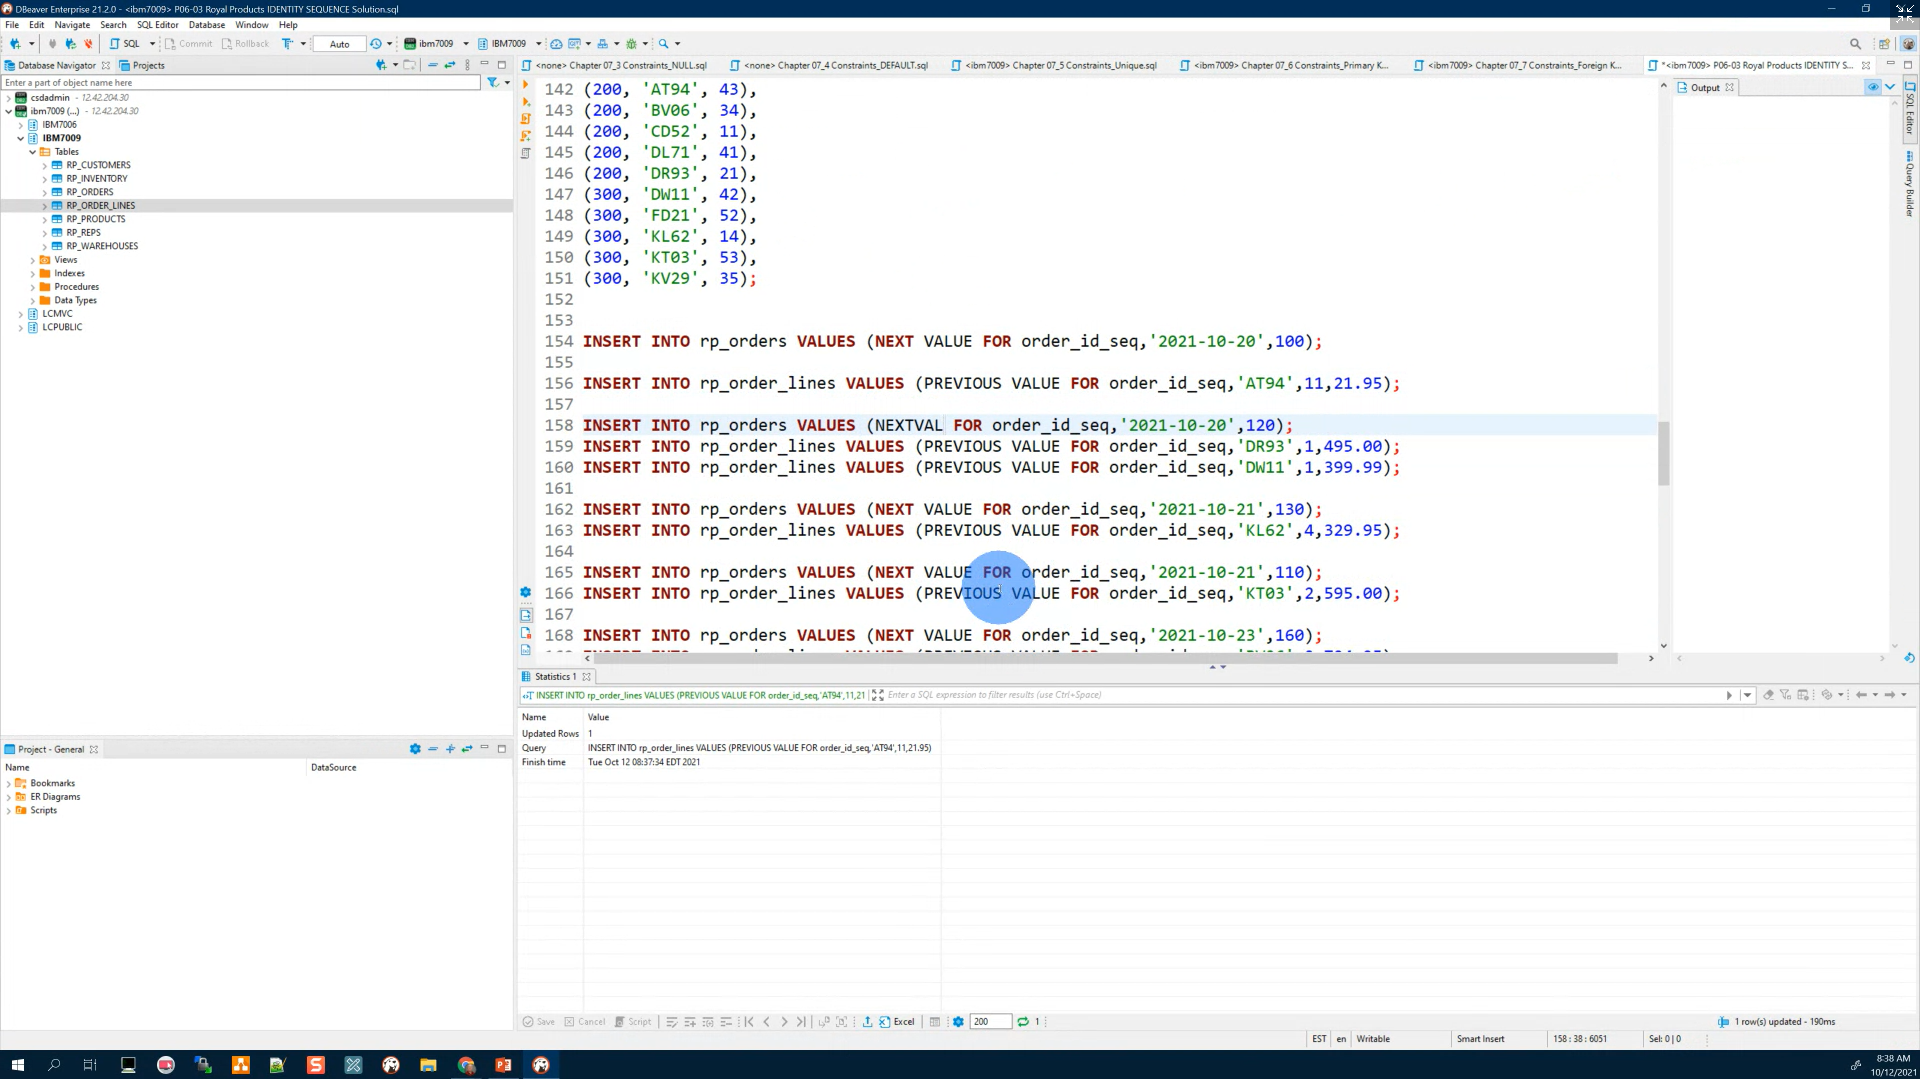 DBeaver Enterprise 21.2.0 - <ibm7009> P06-03 Royal Products IDENTITY SEQUENCE Solution.sql
File Edit Navigate Search SQL Editor Database Window Help
SQL Commit Rollback Auto ibm7009 IBM7009
Database Navigator Projects
<none> Chapter 07_3 Constraints_NULL.sql <none> Chapter 07_4 Constraints_DEFAULT.sql <ibm7009> Chapter 07_5 Constraints_Unique.sql <ibm7009> Chapter 07_6 Constraints_Primary K... <ibm7009> Chapter 07_7 Constraints_Foreign K... *<ibm7009> P06-03 Royal Products IDENTITY S...
Enter a part of object name here
csdadmin - 12.42.204.30
ibm7009 (...) - 12.42.204.30
IBM7006
IBM7009
Tables
RP_CUSTOMERS
RP_INVENTORY
RP_ORDERS
RP_ORDER_LINES
RP_PRODUCTS
RP_REPS
RP_WAREHOUSES
Views
Indexes
Procedures
Data Types
LCMVC
LCPUBLIC
142 (200, 'AT94', 43),
143 (200, 'BV06', 34),
144 (200, 'CD52', 11),
145 (200, 'DL71', 41),
146 (200, 'DR93', 21),
147 (300, 'DW11', 42),
148 (300, 'FD21', 52),
149 (300, 'KL62', 14),
150 (300, 'KT03', 53),
151 (300, 'KV29', 35);
152
153
154 INSERT INTO rp_orders VALUES (NEXT VALUE FOR order_id_seq,'2021-10-20',100);
155
156 INSERT INTO rp_order_lines VALUES (PREVIOUS VALUE FOR order_id_seq,'AT94',11,21.95);
157
158 INSERT INTO rp_orders VALUES (NEXTVAL FOR order_id_seq,'2021-10-20',120);
159 INSERT INTO rp_order_lines VALUES (PREVIOUS VALUE FOR order_id_seq,'DR93',1,495.00);
160 INSERT INTO rp_order_lines VALUES (PREVIOUS VALUE FOR order_id_seq,'DW11',1,399.99);
161
162 INSERT INTO rp_orders VALUES (NEXT VALUE FOR order_id_seq,'2021-10-21',130);
163 INSERT INTO rp_order_lines VALUES (PREVIOUS VALUE FOR order_id_seq,'KL62',4,329.95);
164
165 INSERT INTO rp_orders VALUES (NEXT VALUE FOR order_id_seq,'2021-10-21',110);
166 INSERT INTO rp_order_lines VALUES (PREVIOUS VALUE FOR order_id_seq,'KT03',2,595.00);
167
168 INSERT INTO rp_orders VALUES (NEXT VALUE FOR order_id_seq,'2021-10-23',160);
Output
SQL Editor
Query Builder
Statistics 1
INSERT INTO rp_order_lines VALUES (PREVIOUS VALUE FOR order_id_seq,'AT94',11,21 Enter a SQL expression to filter results (use Ctrl+Space)
Name Value
Updated Rows 1
Query INSERT INTO rp_order_lines VALUES (PREVIOUS VALUE FOR order_id_seq,'AT94',11,21.95)
Finish time Tue Oct 12 08:37:34 EDT 2021
Project - General
Name DataSource
Bookmarks
ER Diagrams
Scripts
Save Cancel Script Excel 200 1 1 row(s) updated - 190ms
EST en Writable Smart Insert 158 : 38 : 6051 Sel: 0 | 0
8:38 AM
10/12/2021